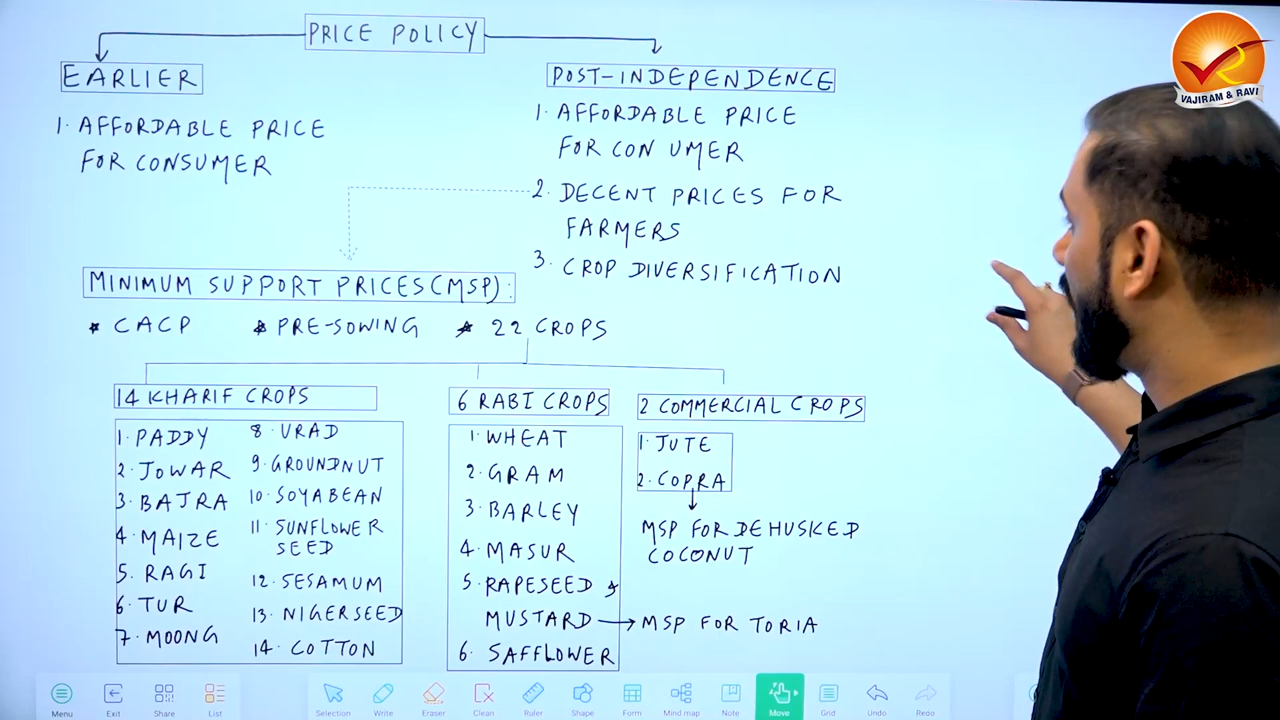 PRICE POLICY
EARLIER
1. AFFORDABLE PRICE
FOR CONSUMER
POST-INDEPENDENCE
1. AFFORDABLE PRICE
FOR CON UMER
2. DECENT PRICES FOR
FARMERS
3. CROP DIVERSIFICATION
MINIMUM SUPPORT PRICES (MSP):
* CACP * PRE-SOWING * 22 CROPS
14 KHARIF CROPS
1. PADDY
2. JOWAR
3. BAJRA
4. MAIZE
5. RAGI
6. TUR
7. MOONG
8. URAD
9. GROUNDNUT
10. SOYABEAN
11. SUNFLOWER
SEED
12. SESAMUM
13. NIGERSEED
14. COTTON
6 RABI CROPS
1. WHEAT
2. GRAM
3. BARLEY
4. MASUR
5. RAPESEED &
MUSTARD → MSP FOR TORIA
6. SAFFLOWER
2 COMMERCIAL CROPS
1. JUTE
2. COPRA
MSP FOR DEHUSKED
COCONUT
VAJIRAM & RAVI
Menu Exit Share List Selection Write Eraser Clean Ruler Shape Form Mind map Note Move Grid Undo Redo